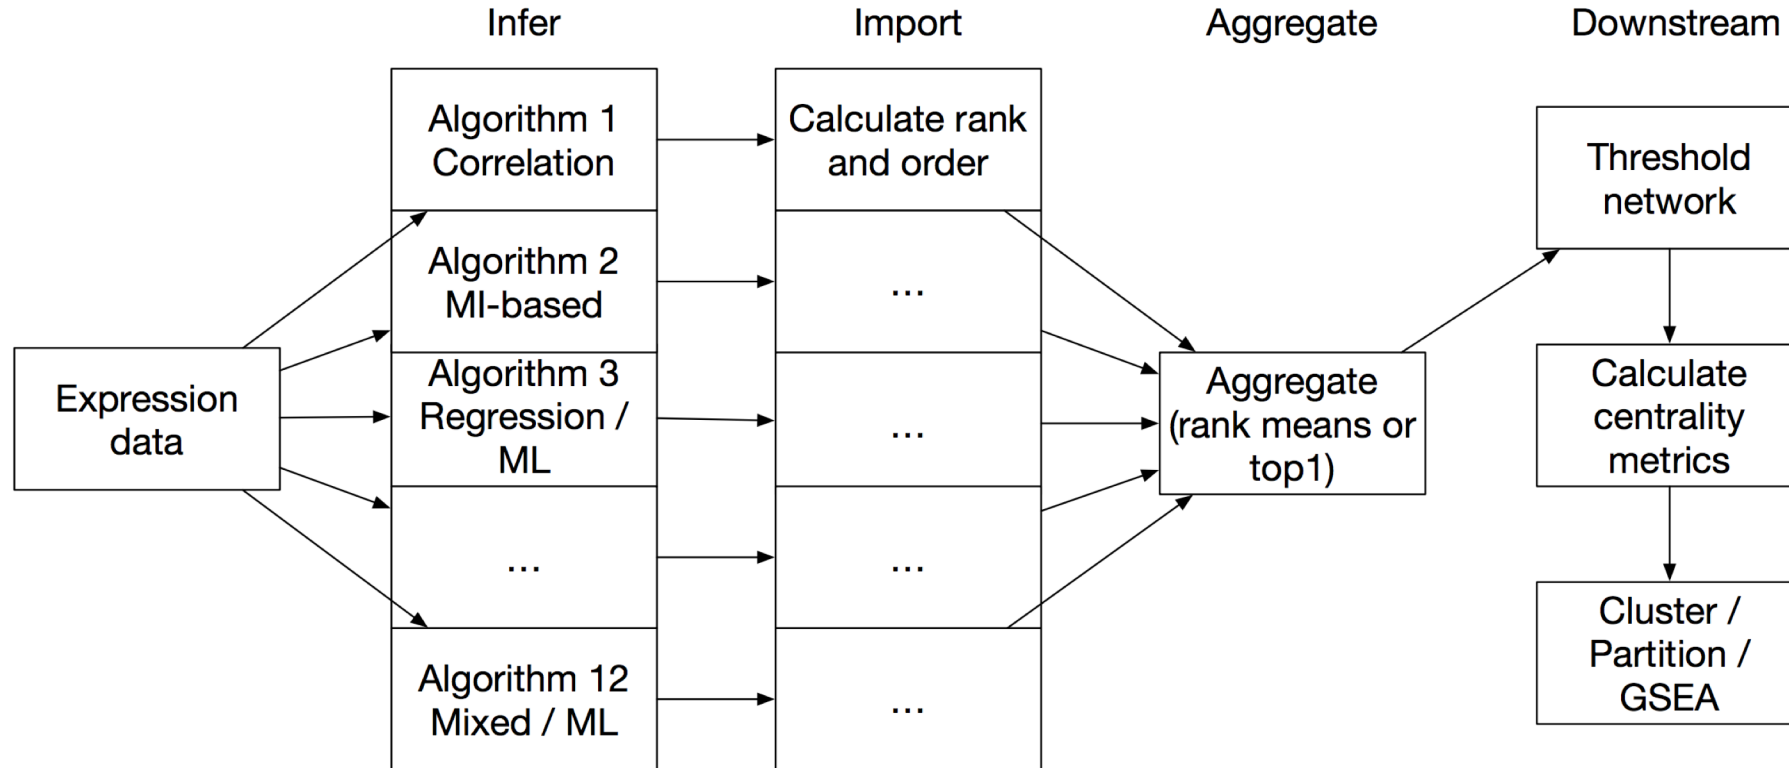 Infer
Import
Aggregate
Downstream
Expression
data
Algorithm 1
Correlation
Algorithm 2
MI-based
Algorithm 3
Regression /
ML
...
Algorithm 12
Mixed / ML
Calculate rank
and order
...
...
...
...
Aggregate
(rank means or
top1)
Threshold
network
Calculate
centrality
metrics
Cluster /
Partition /
GSEA